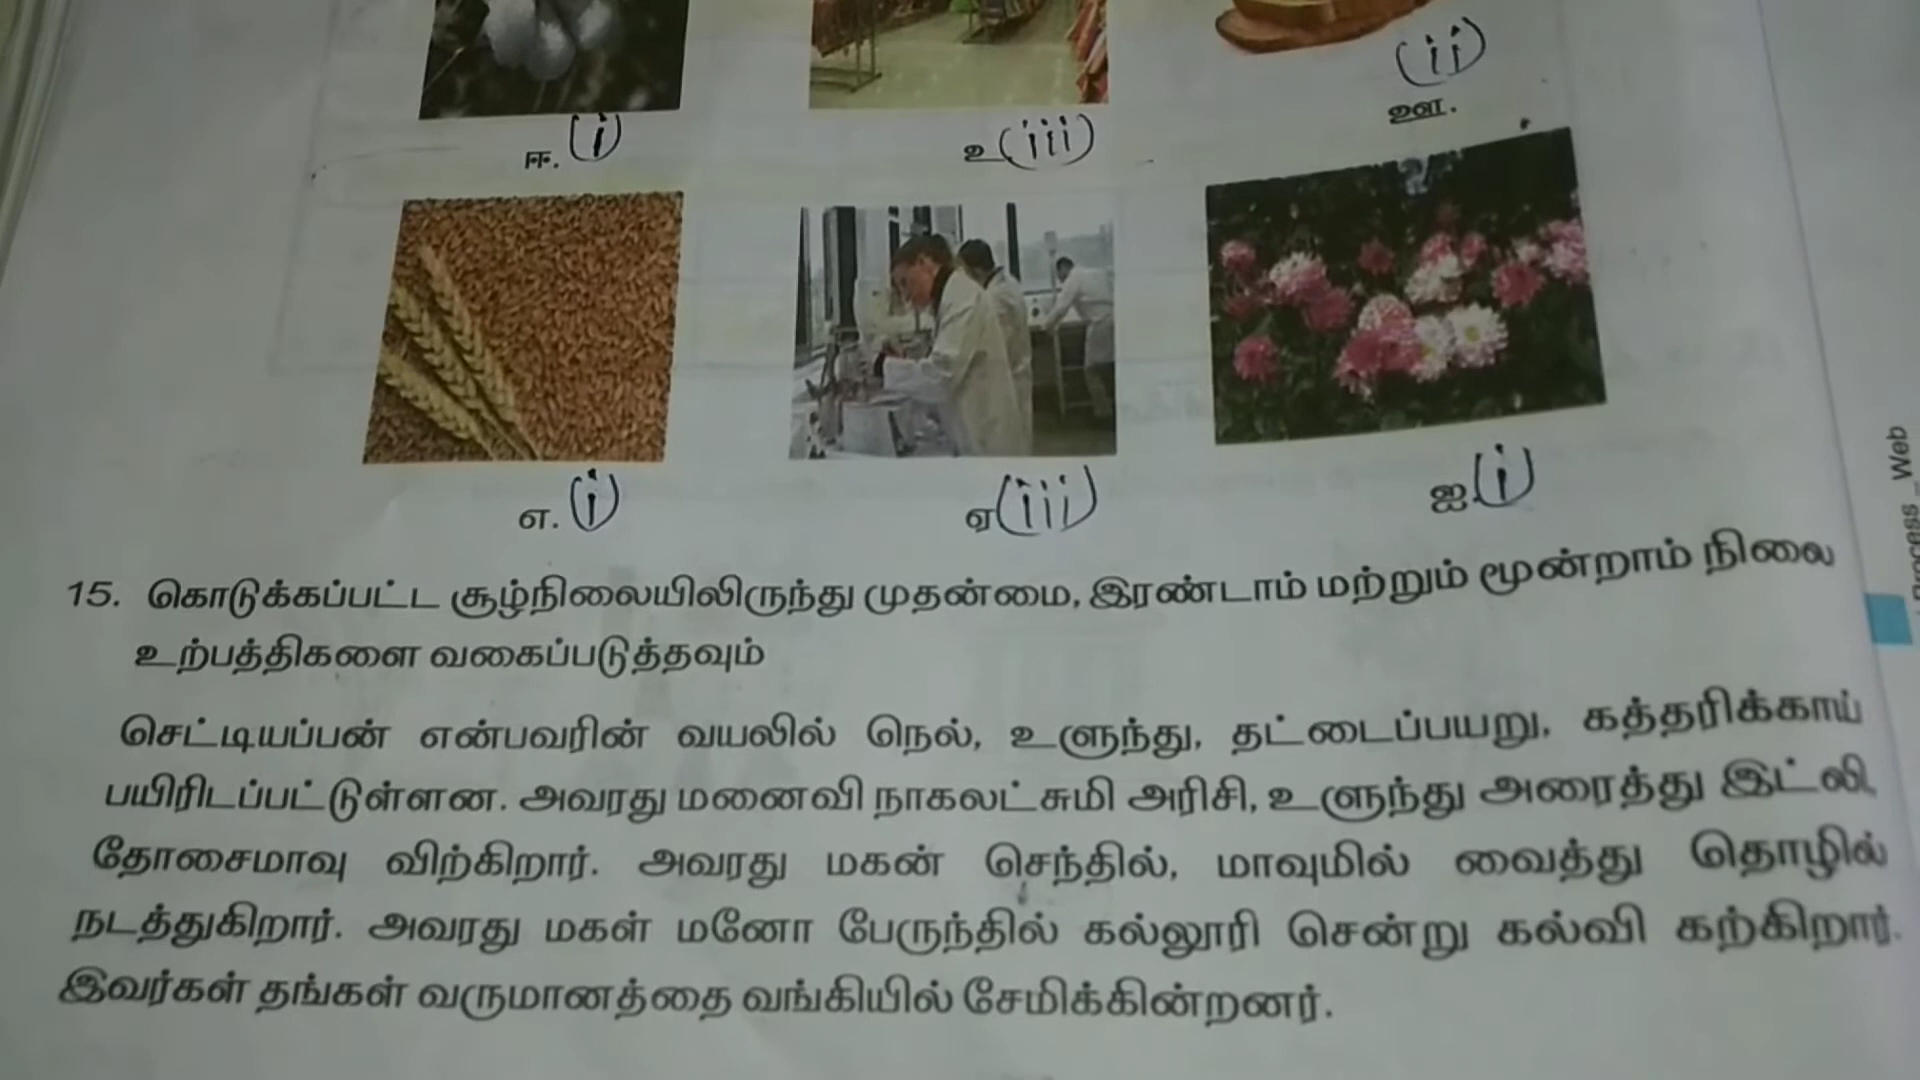 (ii)
ஊ.
ஈ. (i)
உ (iii)
எ. (i)
ஏ (iii)
ஐ (i)
Process _ Web
15. கொடுக்கப்பட்ட சூழ்நிலையிலிருந்து முதன்மை, இரண்டாம் மற்றும் மூன்றாம் நிலை
உற்பத்திகளை வகைப்படுத்தவும்
செட்டியப்பன் என்பவரின் வயலில் நெல், உளுந்து, தட்டைப்பயறு, கத்தரிக்காய்
பயிரிடப்பட்டுள்ளன. அவரது மனைவி நாகலட்சுமி அரிசி, உளுந்து அரைத்து இட்லி,
தோசைமாவு விற்கிறார். அவரது மகன் செந்தில், மாவுமில் வைத்து தொழில்
நடத்துகிறார். அவரது மகள் மனோ பேருந்தில் கல்லூரி சென்று கல்வி கற்கிறார்.
இவர்கள் தங்கள் வருமானத்தை வங்கியில் சேமிக்கின்றனர்.